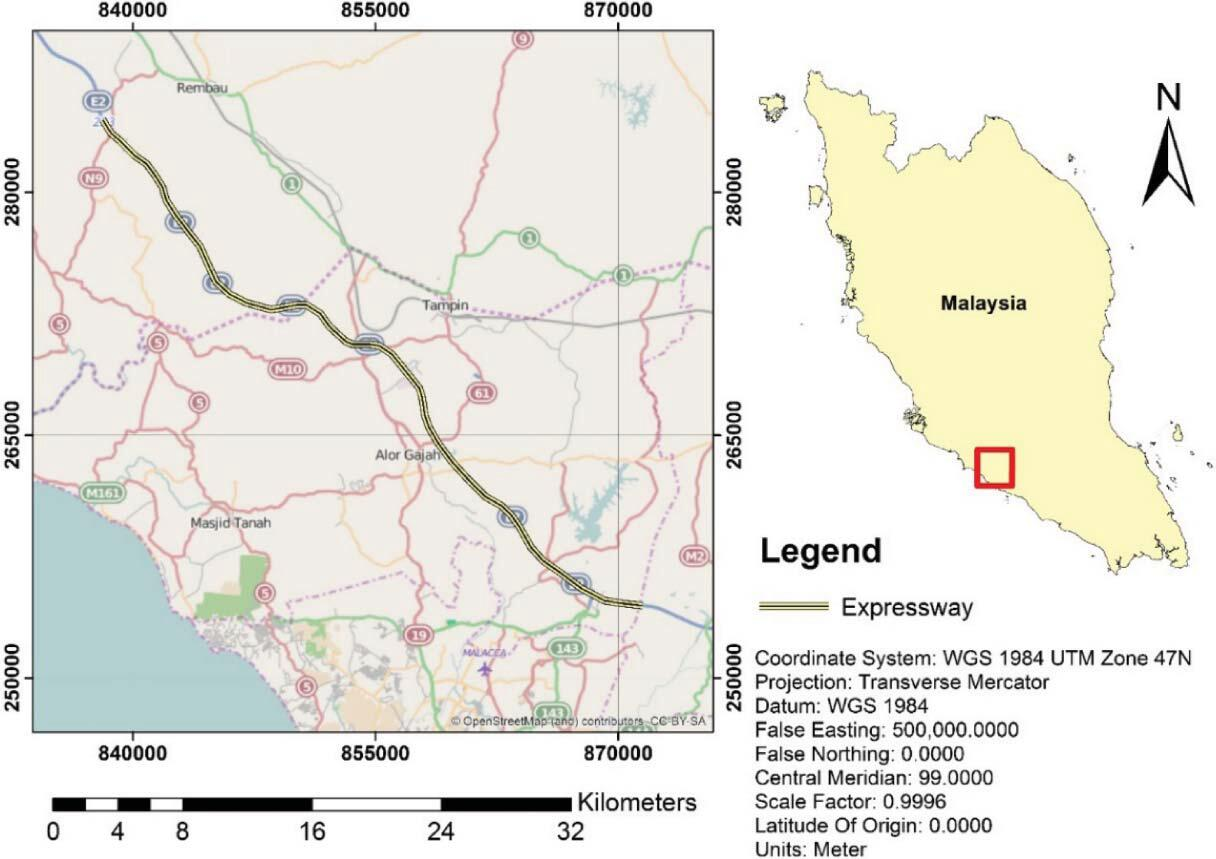 840000
855000
870000
9
Rembau
E2
N
N9
1
280000
280000
1
1
Malaysia
Tampin
5
5
M10
61
5
265000
265000
Alor Gajah
M161
Masjid Tanah
Legend
M2
Expressway
5
19
143
MALACCA
Coordinate System: WGS 1984 UTM Zone 47N
Projection: Transverse Mercator
Datum: WGS 1984
False Easting: 500,000.0000
False Northing: 0.0000
Central Meridian: 99.0000
Scale Factor: 0.9996
Latitude Of Origin: 0.0000
Units: Meter
250000
250000
5
143
© OpenStreetMap (and) contributors, CC-BY-SA
840000
855000
870000
Kilometers
0 4 8 16 24 32